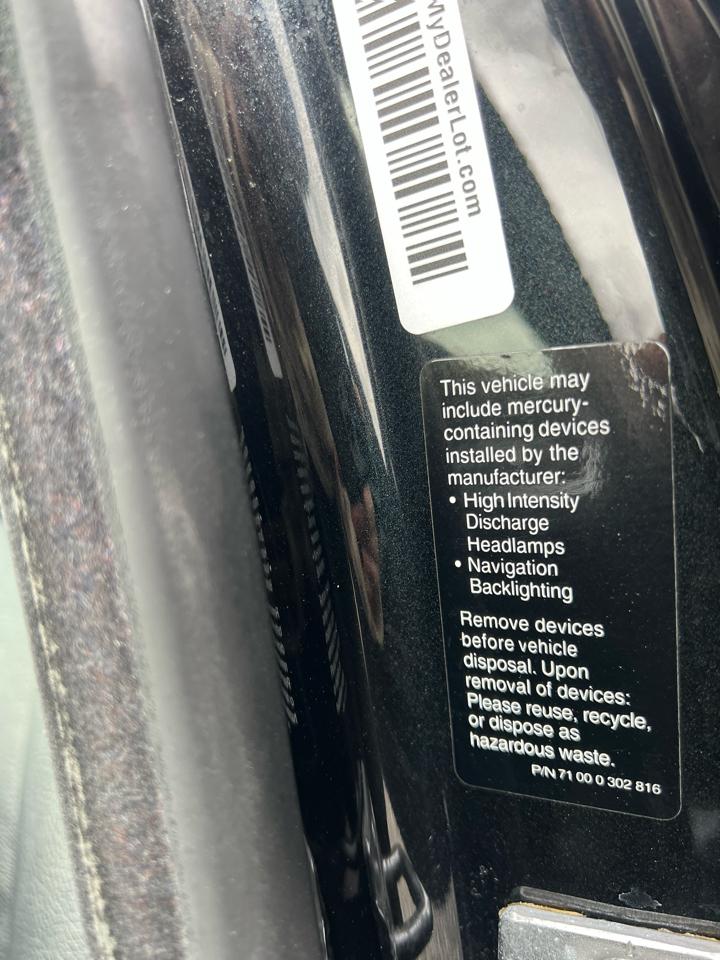 MyDealerLot.com
This vehicle may
include mercury-
containing devices
installed by the
manufacturer:
• High Intensity
Discharge
Headlamps
• Navigation
Backlighting
Remove devices
before vehicle
disposal. Upon
removal of devices:
Please reuse, recycle,
or dispose as
hazardous waste.
P/N 71 00 0 302 816